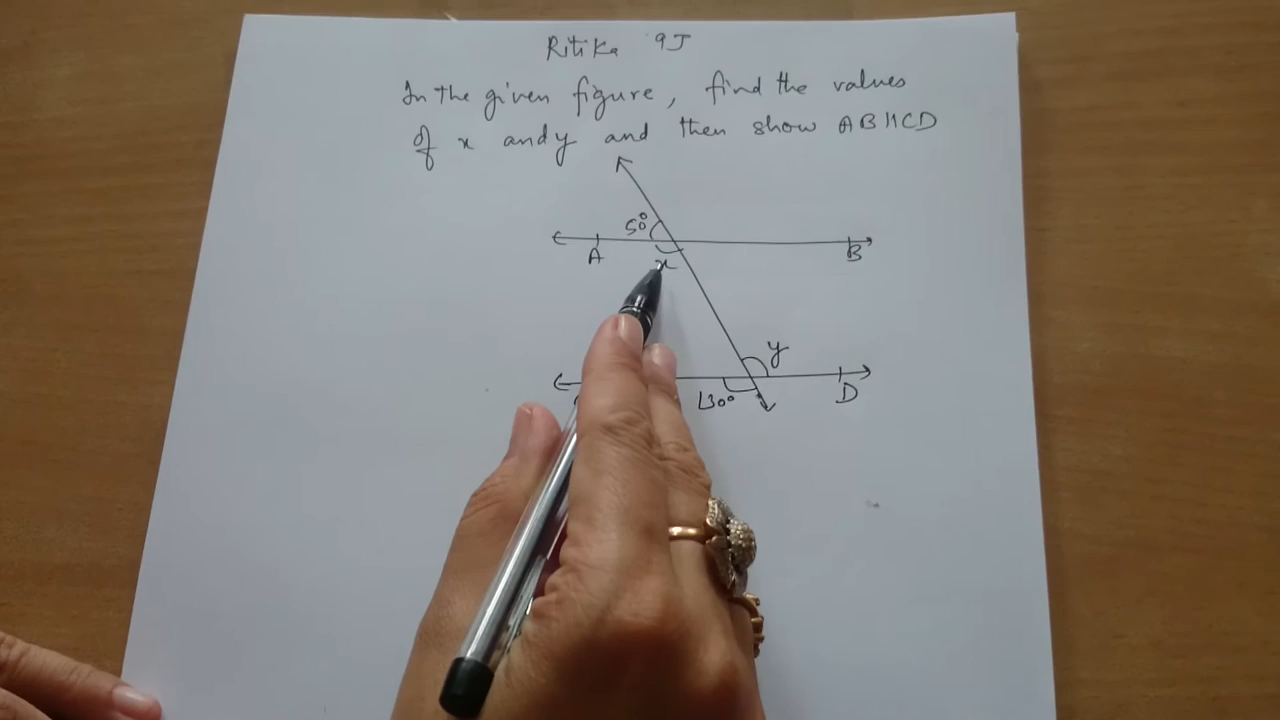 Ritika 9J
In the given figure, find the values
of x and y and then show AB||CD
50°
A
B
x
y
130°
D